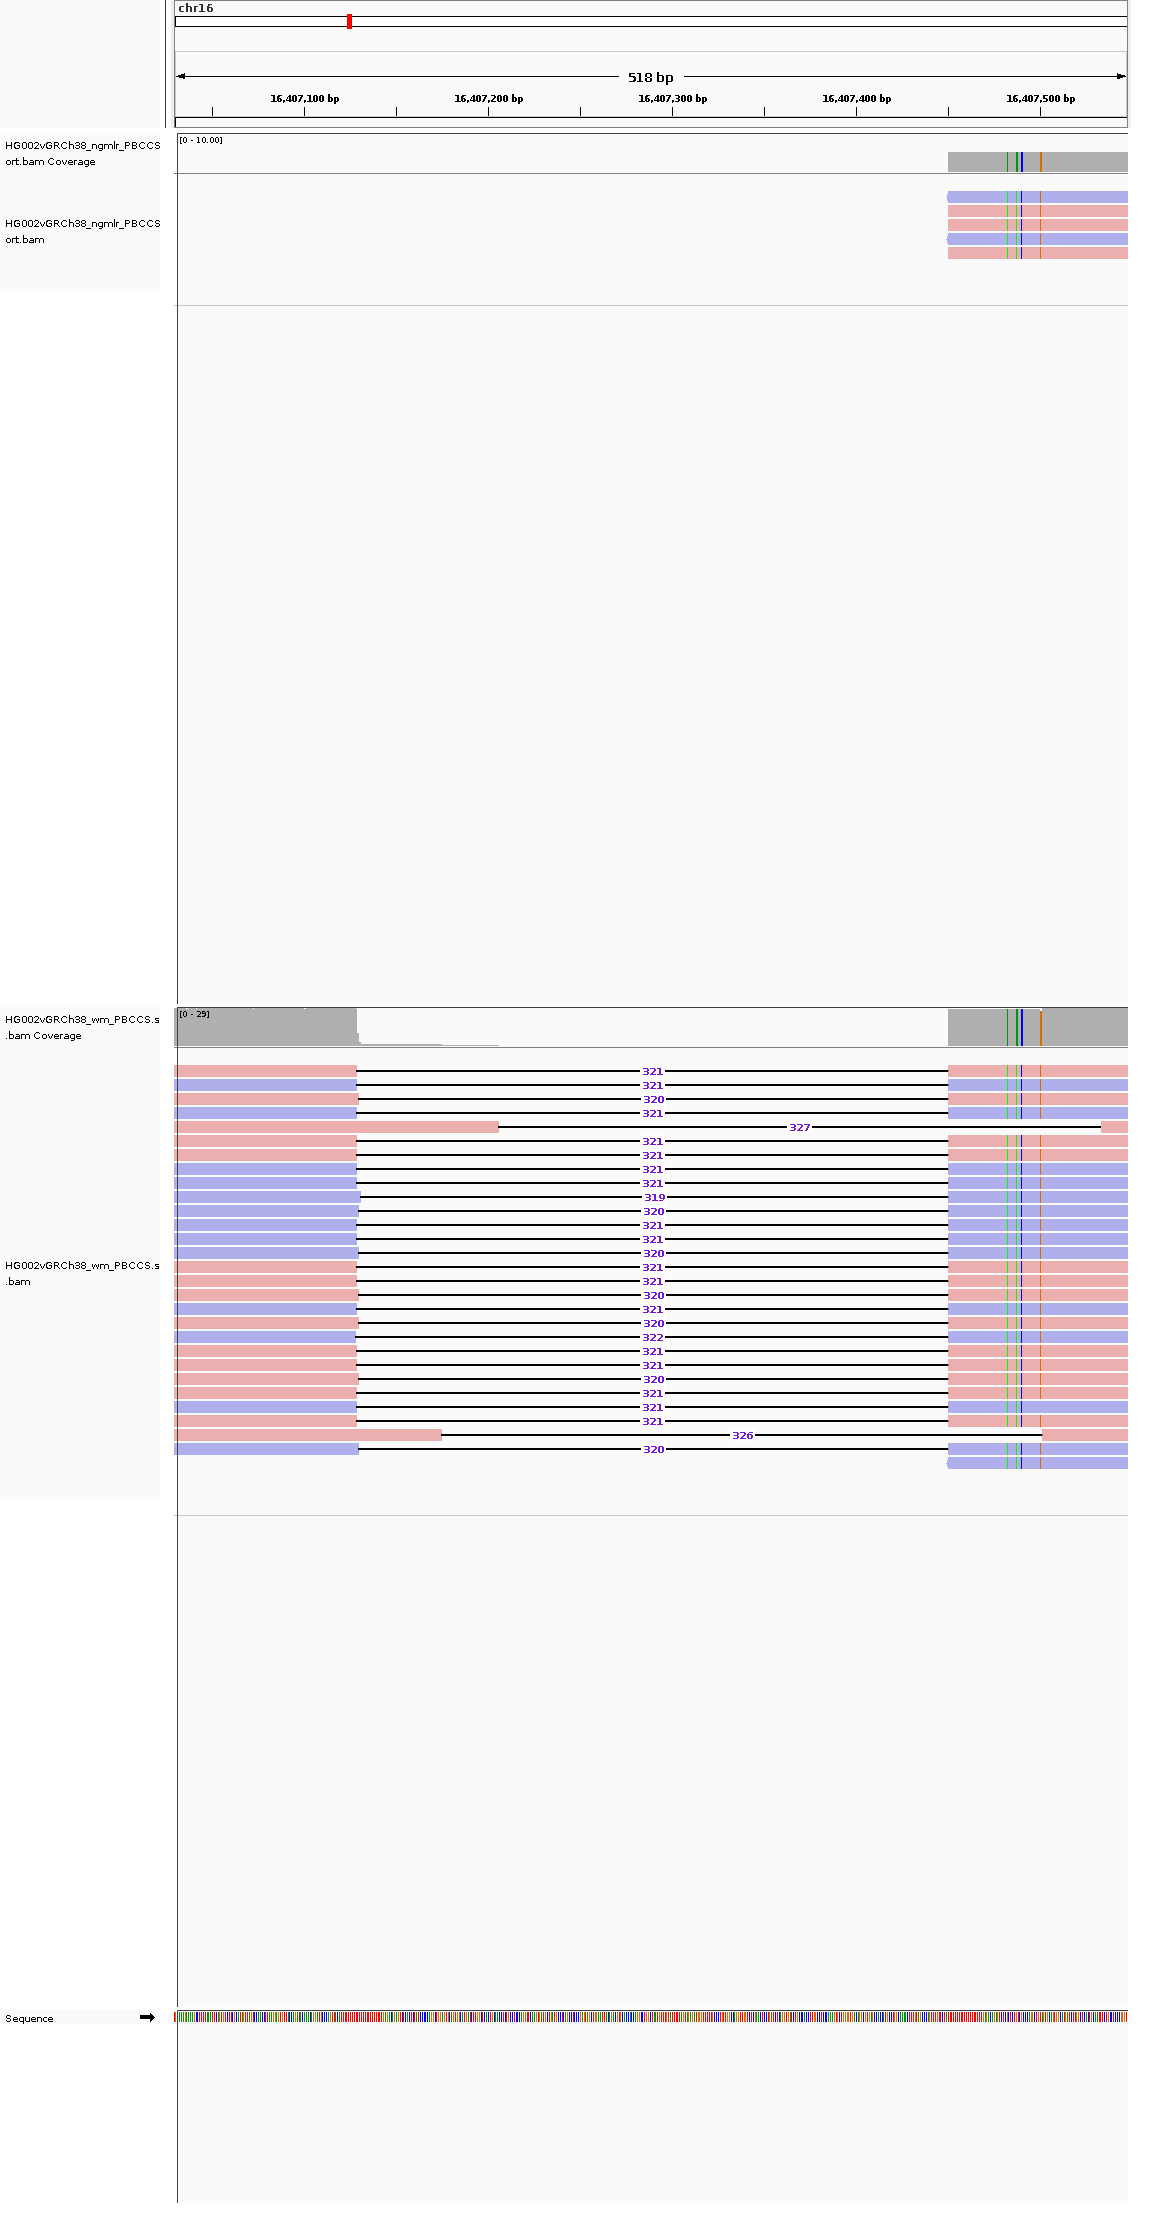 chr16
518 bp
16,407,100 bp 16,407,200 bp 16,407,300 bp 16,407,400 bp 16,407,500 bp
HG002vGRCh38_ngmlr_PBCCS
ort.bam Coverage
[0 - 10.00]
HG002vGRCh38_ngmlr_PBCCS
ort.bam
HG002vGRCh38_wm_PBCCS.s
.bam Coverage
[0 - 29]
321
321
320
321
327
321
321
321
321
319
320
321
321
320
321
321
320
321
320
322
321
321
320
321
321
321
326
320
HG002vGRCh38_wm_PBCCS.s
.bam
Sequence